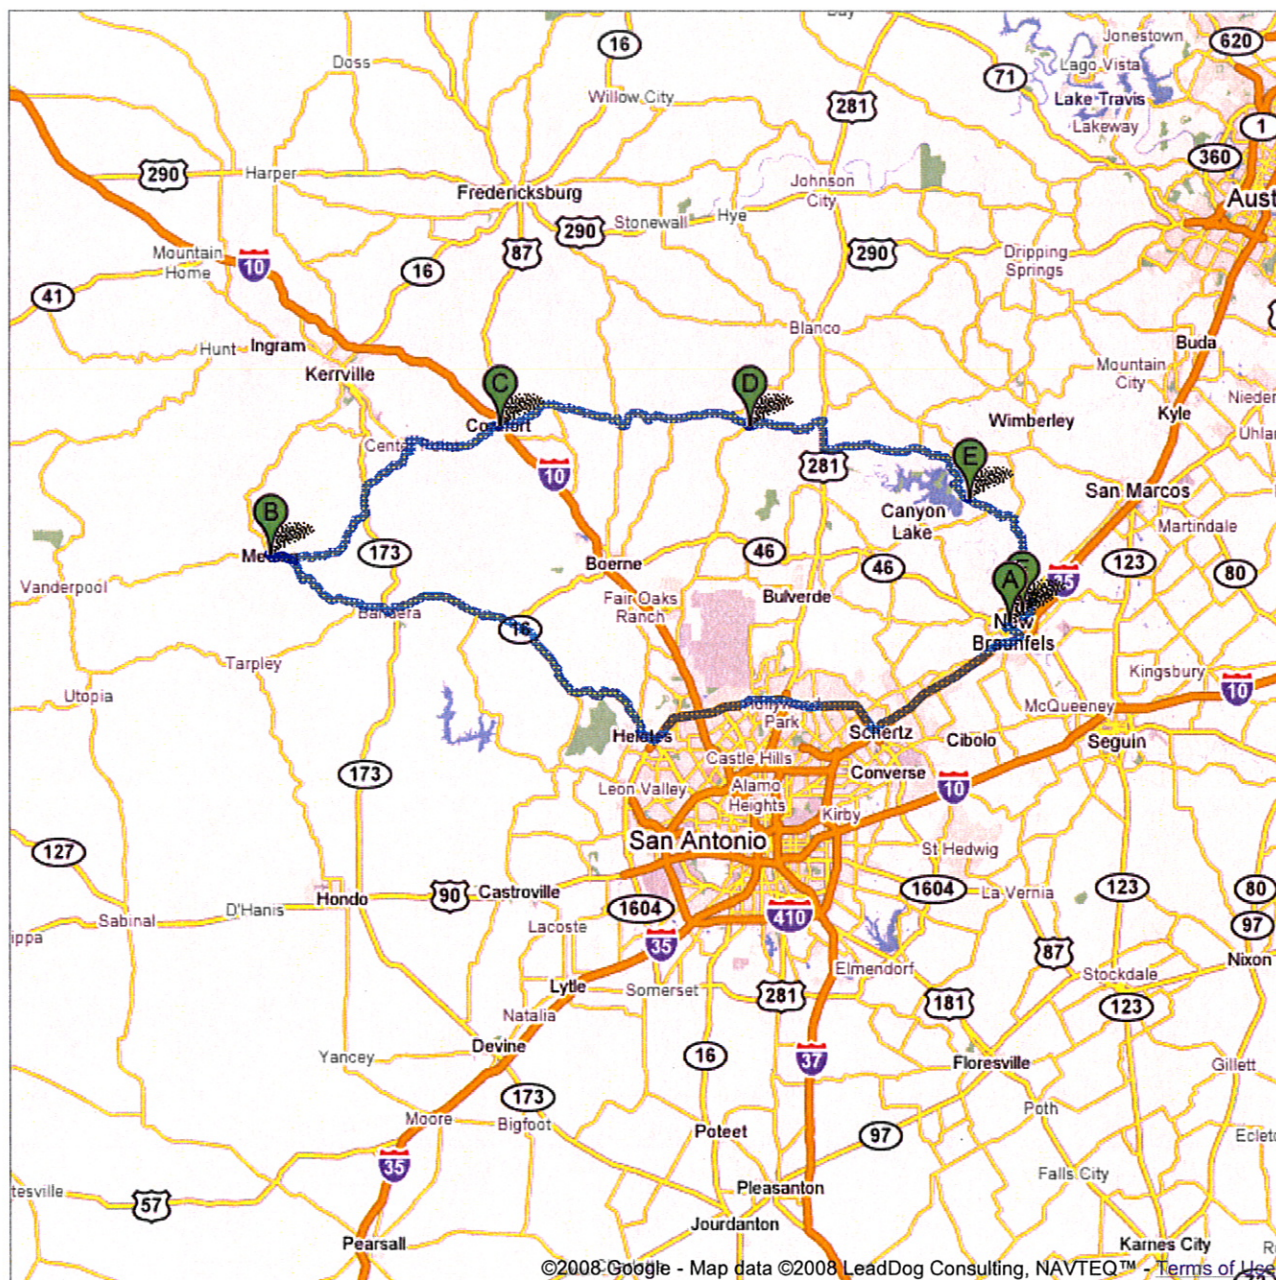 Bay
Jonestown
620
16
Doss
71
Lago Vista
Willow City
281
Lake Travis
Lakeway
1
360
290
Harper
Fredericksburg
Johnson
City
Aust
Stonewall
Hye
290
87
290
Dripping
Springs
Mountain
Home
10
16
41
Blanco
Hunt
Ingram
Buda
Kerrville
Mountain
City
C
D
Nieder
Kyle
Wimberley
Comfort
Uhlan
Cent
E
281
10
San Marcos
B
Canyon
Lake
Martindale
Me
173
46
46
123
80
Vanderpool
Boerne
A
35
Fair Oaks
Ranch
Bulverde
Bandera
New
Braunfels
16
Tarpley
Kingsbury
10
Utopia
McQueeney
Hollywood
Park
Helotes
Schertz
Cibolo
Seguin
Castle Hills
173
Converse
Leon Valley
Alamo
Heights
10
Kirby
San Antonio
127
St Hedwig
Hondo
90
Castroville
1604
La Vernia
123
80
D'Hanis
Sabinal
1604
410
97
ippa
Lacoste
35
87
Nixon
Elmendorf
Stockdale
Lytle
Somerset
281
181
123
Natalia
Devine
16
37
Yancey
Floresville
Gillett
173
Poth
Moore
Bigfoot
Poteet
97
Eclet
35
Falls City
tesville
57
Pleasanton
Jourdanton
Pearsall
Karnes City
©2008 Google - Map data ©2008 LeadDog Consulting, NAVTEQ™ - Terms of Use